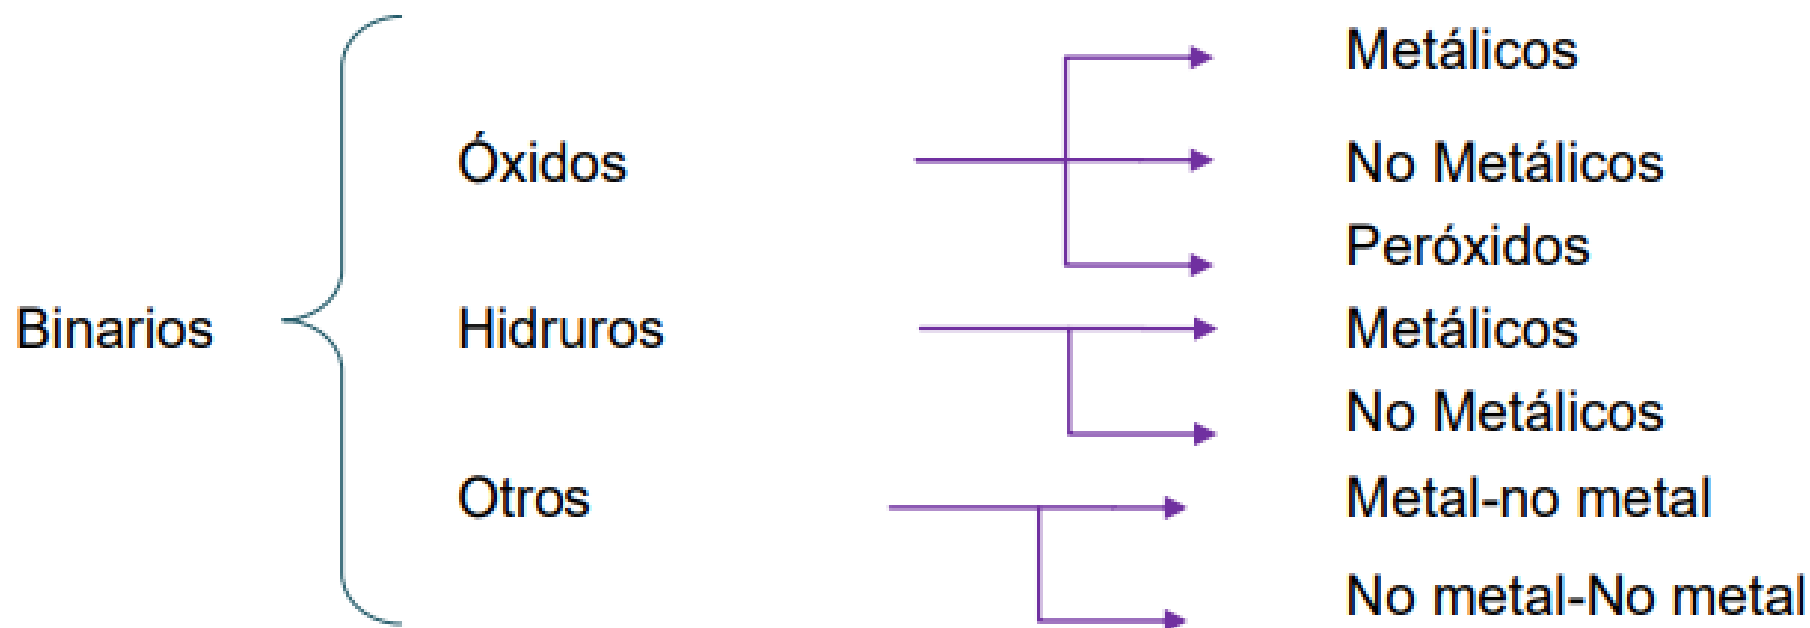 Metálicos
Óxidos
No Metálicos
Peróxidos
Binarios
Hidruros
Metálicos
No Metálicos
Otros
Metal-no metal
No metal-No metal